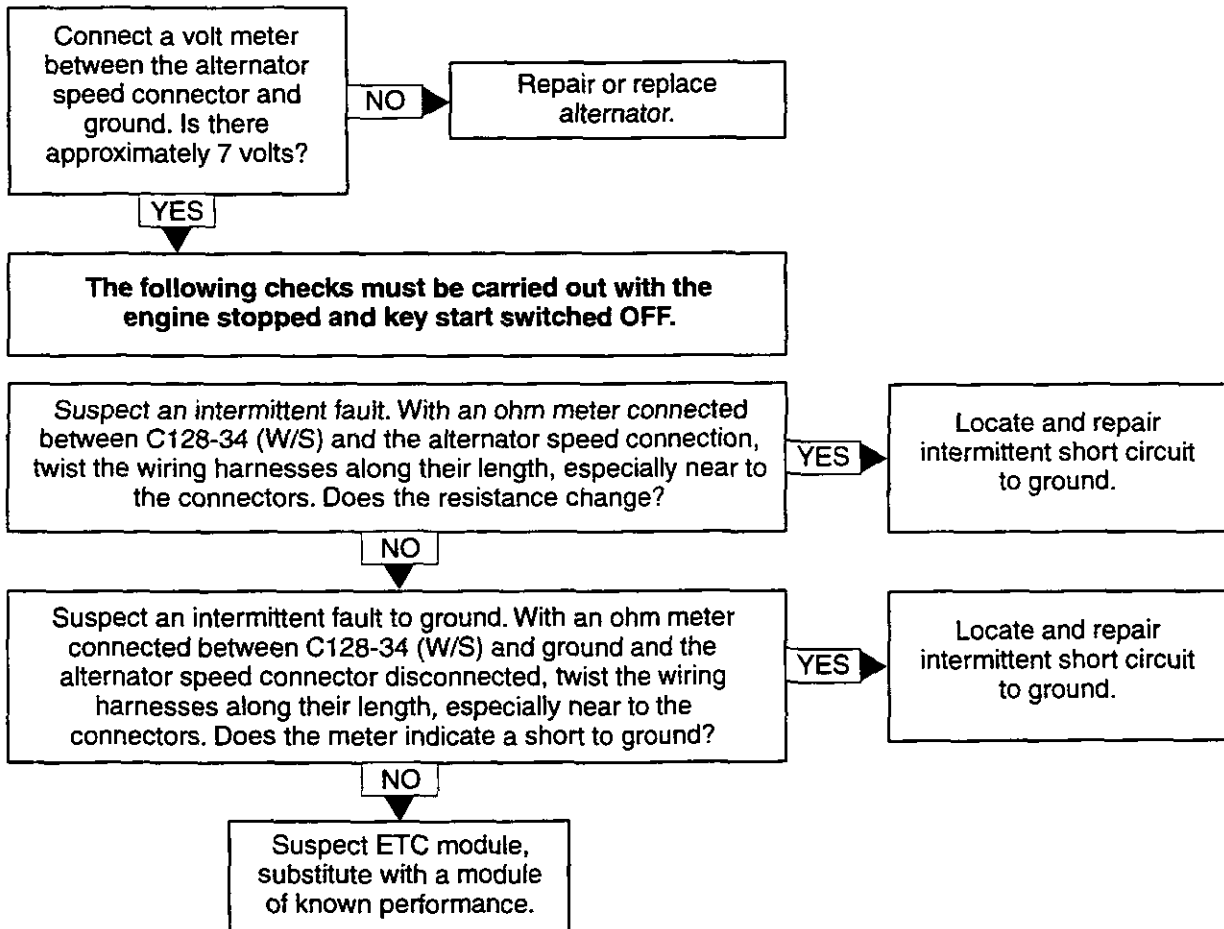 Connect a volt meter
between the alternator
speed connector and
ground. Is there
approximately 7 volts?
NO
Repair or replace
alternator.
YES
The following checks must be carried out with the
engine stopped and key start switched OFF.
Suspect an intermittent fault. With an ohm meter connected
between C128-34 (W/S) and the alternator speed connection,
twist the wiring harnesses along their length, especially near to
the connectors. Does the resistance change?
YES
Locate and repair
intermittent short circuit
to ground.
NO
Suspect an intermittent fault to ground. With an ohm meter
connected between C128-34 (W/S) and ground and the
alternator speed connector disconnected, twist the wiring
harnesses along their length, especially near to the
connectors. Does the meter indicate a short to ground?
YES
Locate and repair
intermittent short circuit
to ground.
NO
Suspect ETC module,
substitute with a module
of known performance.